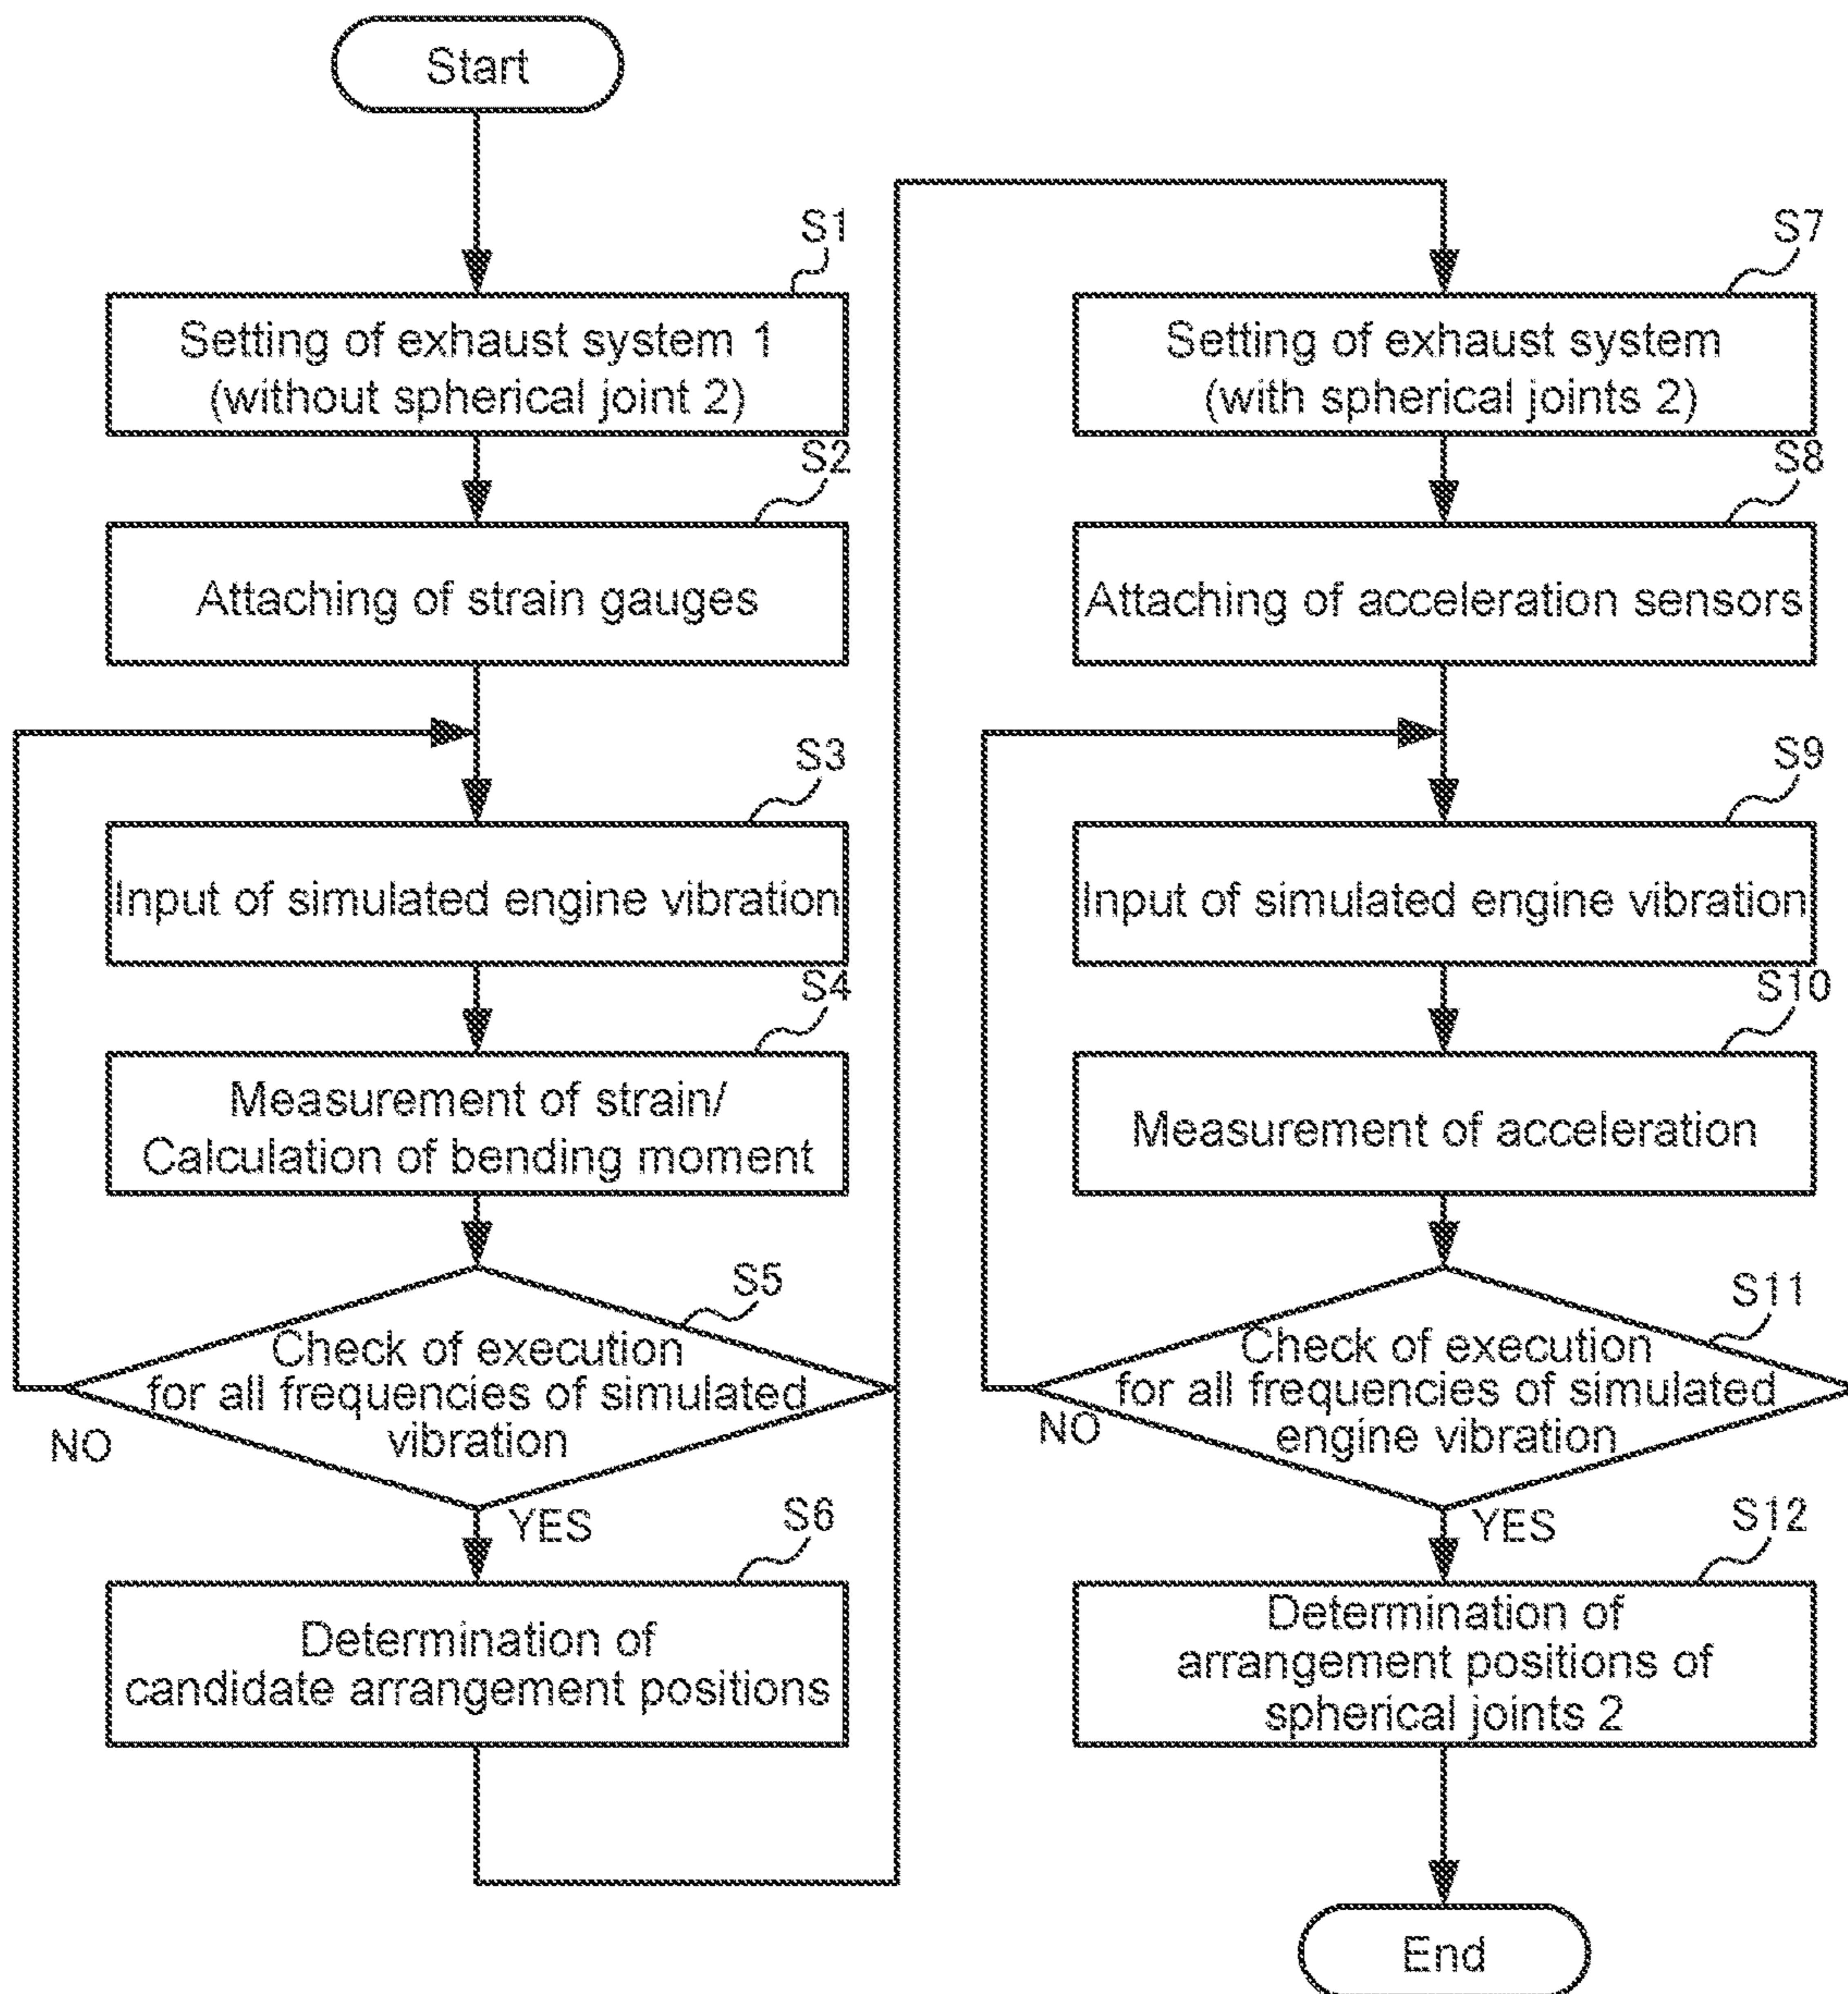 Start
S1
Setting of exhaust system 1
(without spherical joint 2)
S2
Attaching of strain gauges
S3
Input of simulated engine vibration
S4
Measurement of strain/
Calculation of bending moment
S5
Check of execution
for all frequencies of simulated
vibration
NO
YES
S6
Determination of
candidate arrangement positions
S7
Setting of exhaust system
(with spherical joints 2)
S8
Attaching of acceleration sensors
S9
Input of simulated engine vibration
S10
Measurement of acceleration
S11
Check of execution
for all frequencies of simulated
engine vibration
NO
YES
S12
Determination of
arrangement positions of
spherical joints 2
End